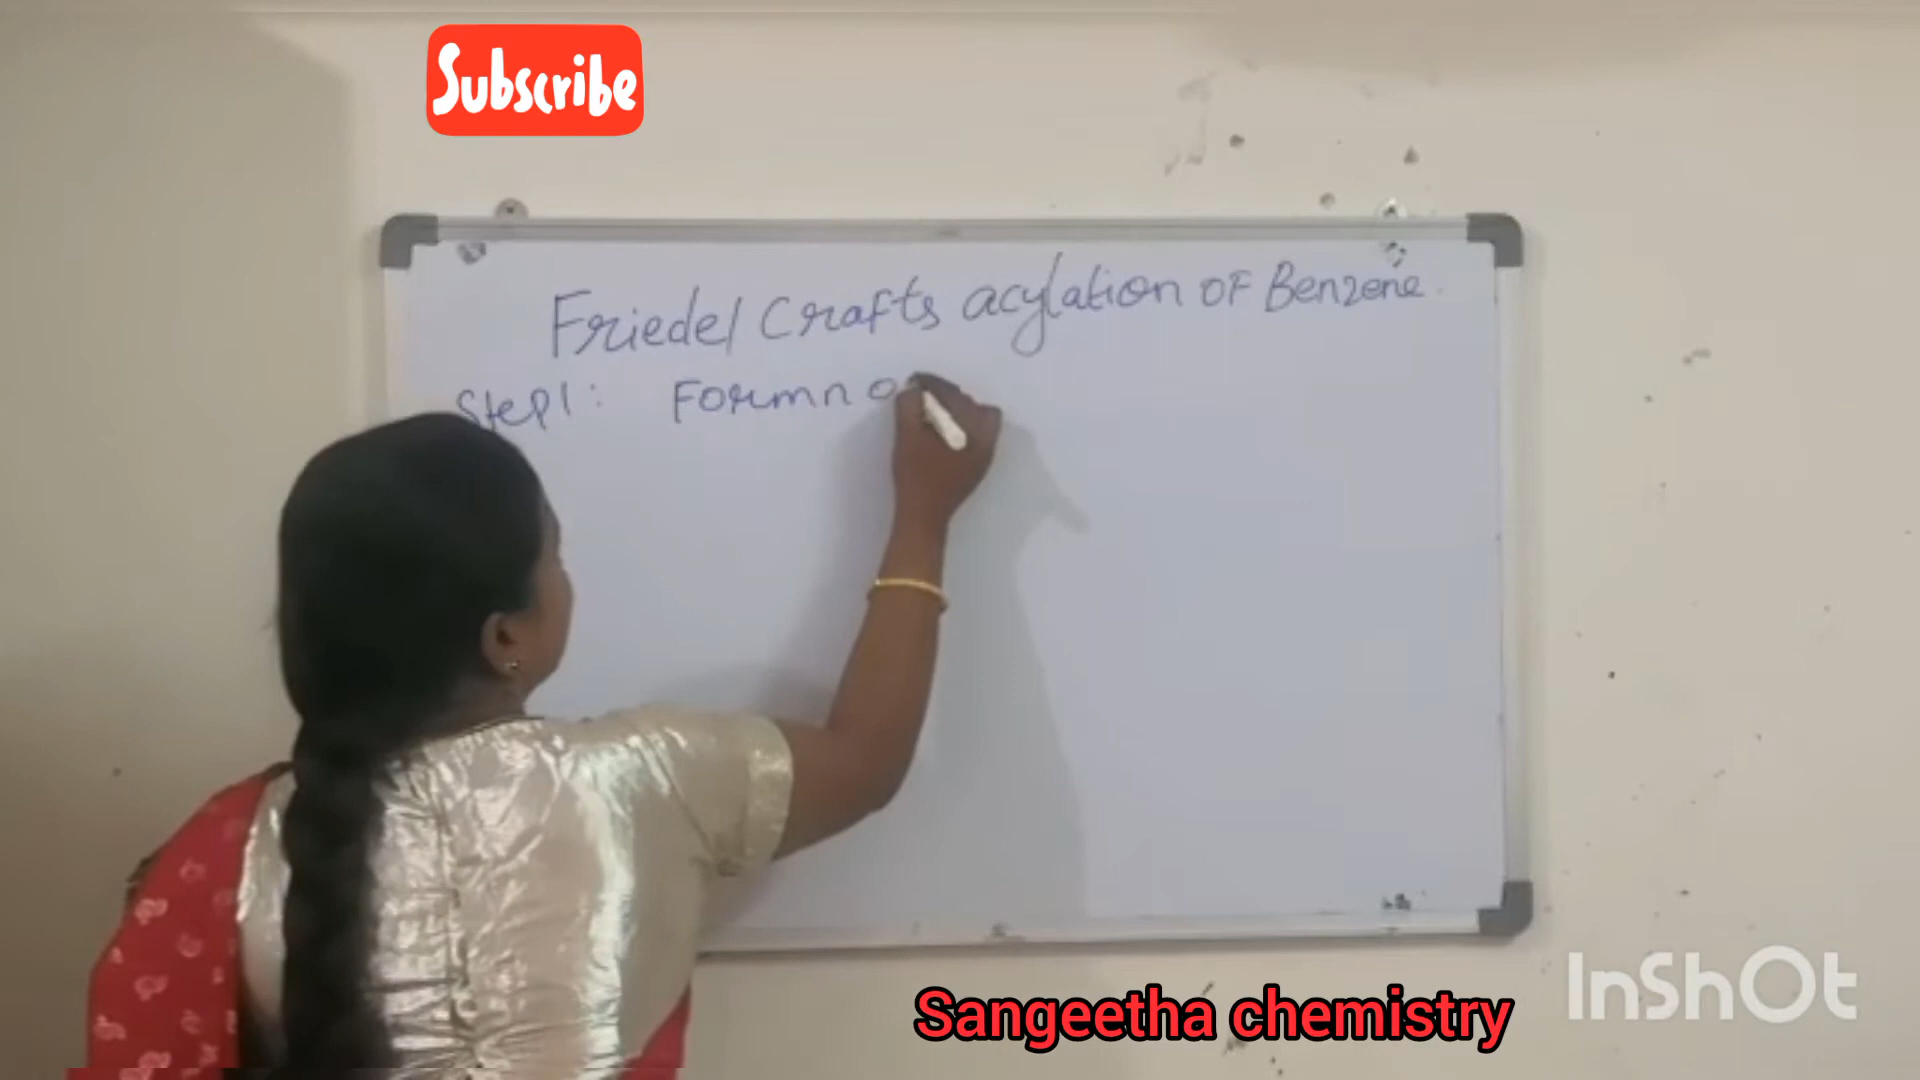 Subscribe
Friedel Crafts acylation OF Benzene.
Step1: Formn o
Sangeetha chemistry
InShOt